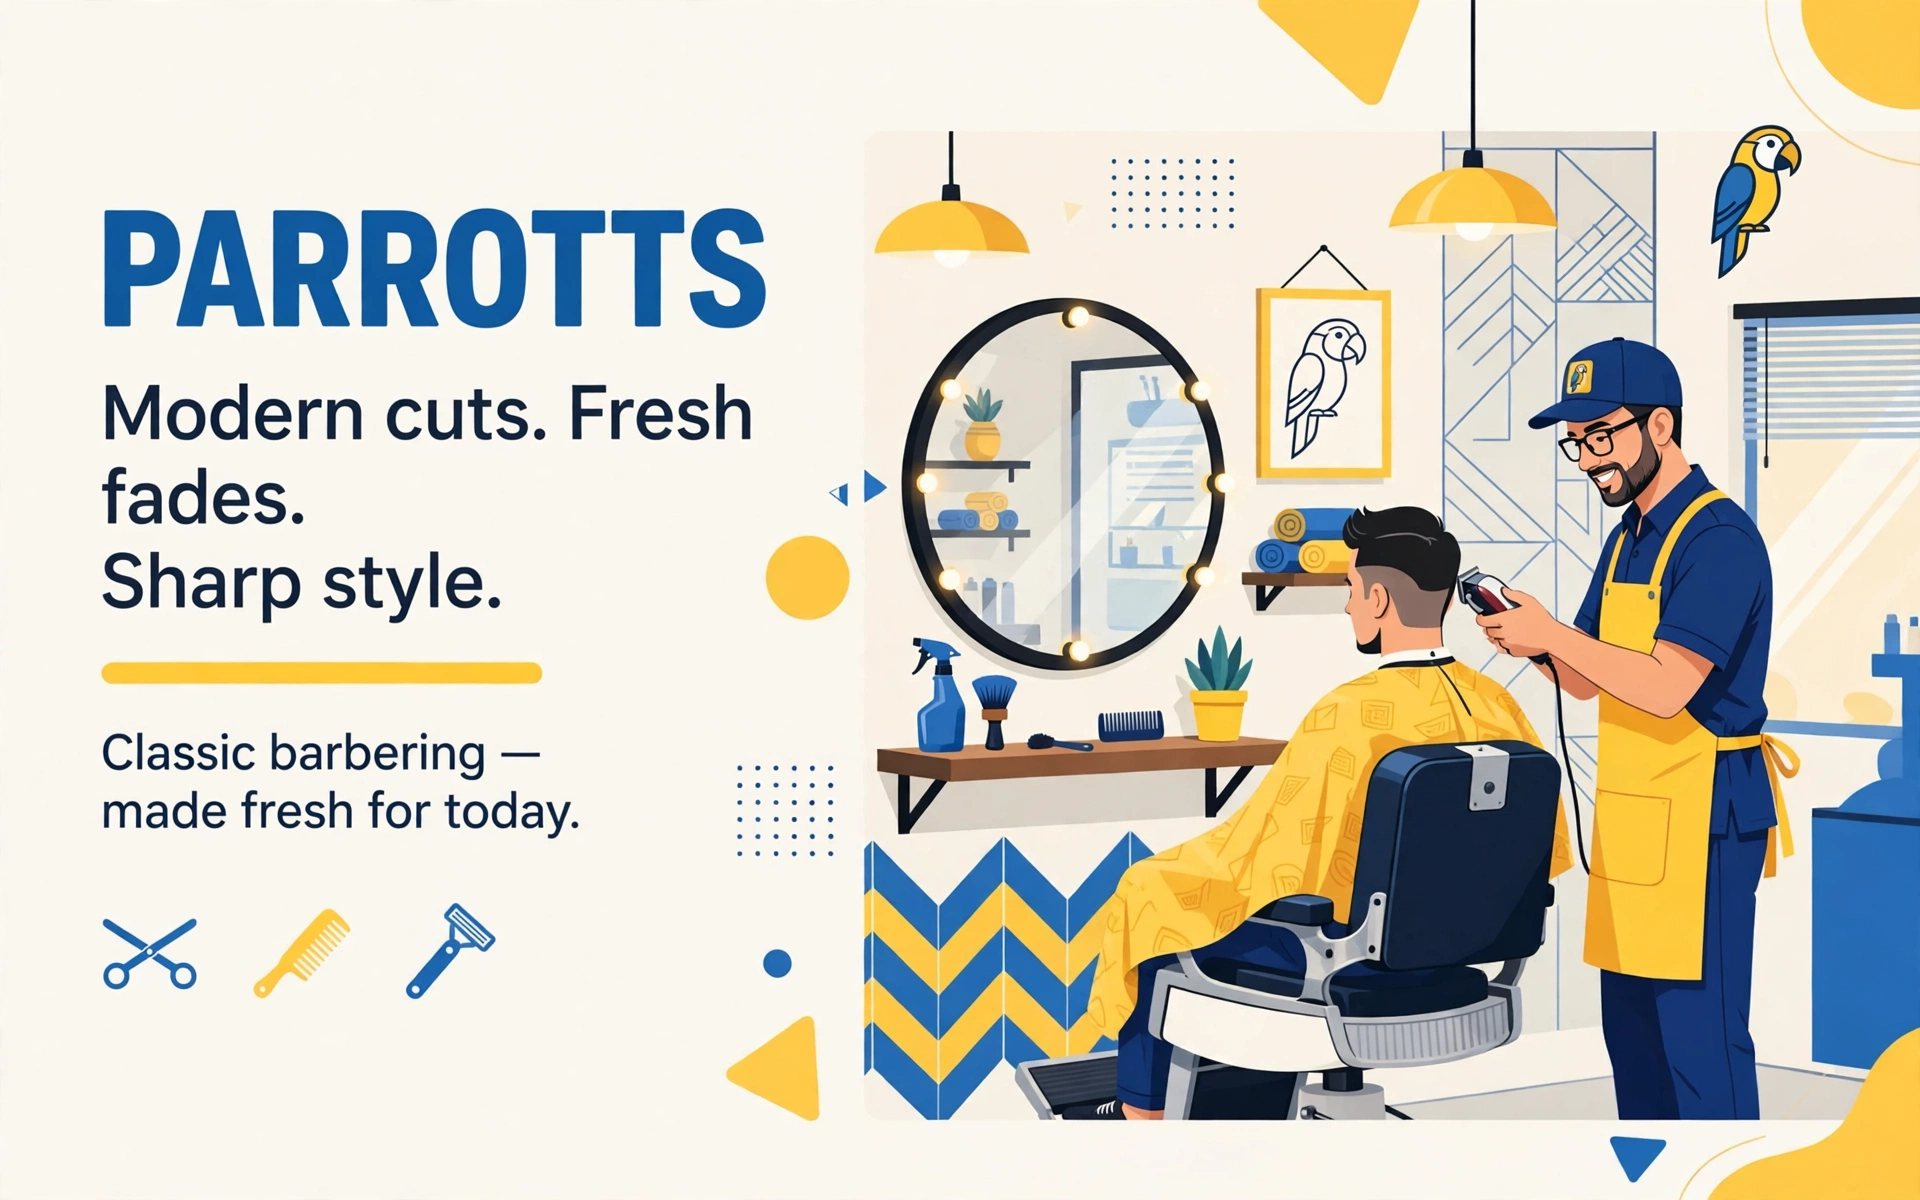 PARROTTS
Modern cuts. Fresh
fades.
Sharp style.
Classic barbering —
made fresh for today.